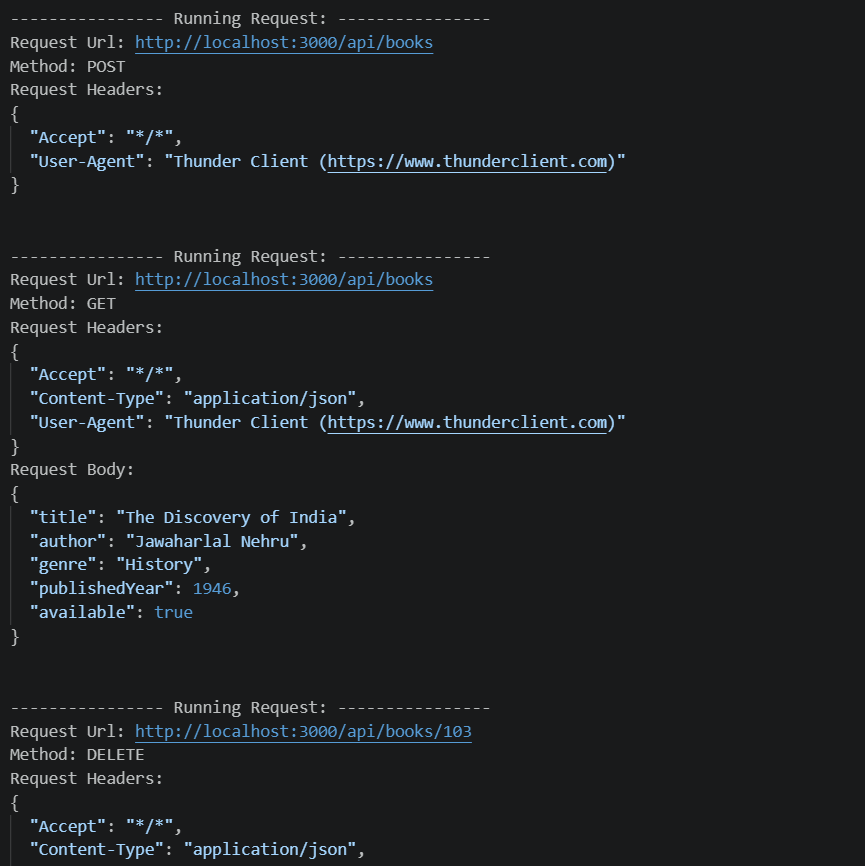 ---------------- Running Request: ----------------
Request Url: http://localhost:3000/api/books
Method: POST
Request Headers:
{
  "Accept": "*/*",
  "User-Agent": "Thunder Client (https://www.thunderclient.com)"
}
---------------- Running Request: ----------------
Request Url: http://localhost:3000/api/books
Method: GET
Request Headers:
{
  "Accept": "*/*",
  "Content-Type": "application/json",
  "User-Agent": "Thunder Client (https://www.thunderclient.com)"
}
Request Body:
{
  "title": "The Discovery of India",
  "author": "Jawaharlal Nehru",
  "genre": "History",
  "publishedYear": 1946,
  "available": true
}
---------------- Running Request: ----------------
Request Url: http://localhost:3000/api/books/103
Method: DELETE
Request Headers:
{
  "Accept": "*/*",
  "Content-Type": "application/json",